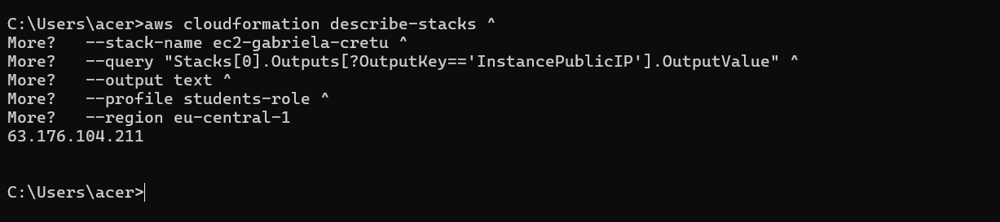 C:\Users\acer>aws cloudformation describe-stacks ^
More?   --stack-name ec2-gabriela-cretu ^
More?   --query "Stacks[0].Outputs[?OutputKey=='InstancePublicIP'].OutputValue" ^
More?   --output text ^
More?   --profile students-role ^
More?   --region eu-central-1
63.176.104.211
C:\Users\acer>